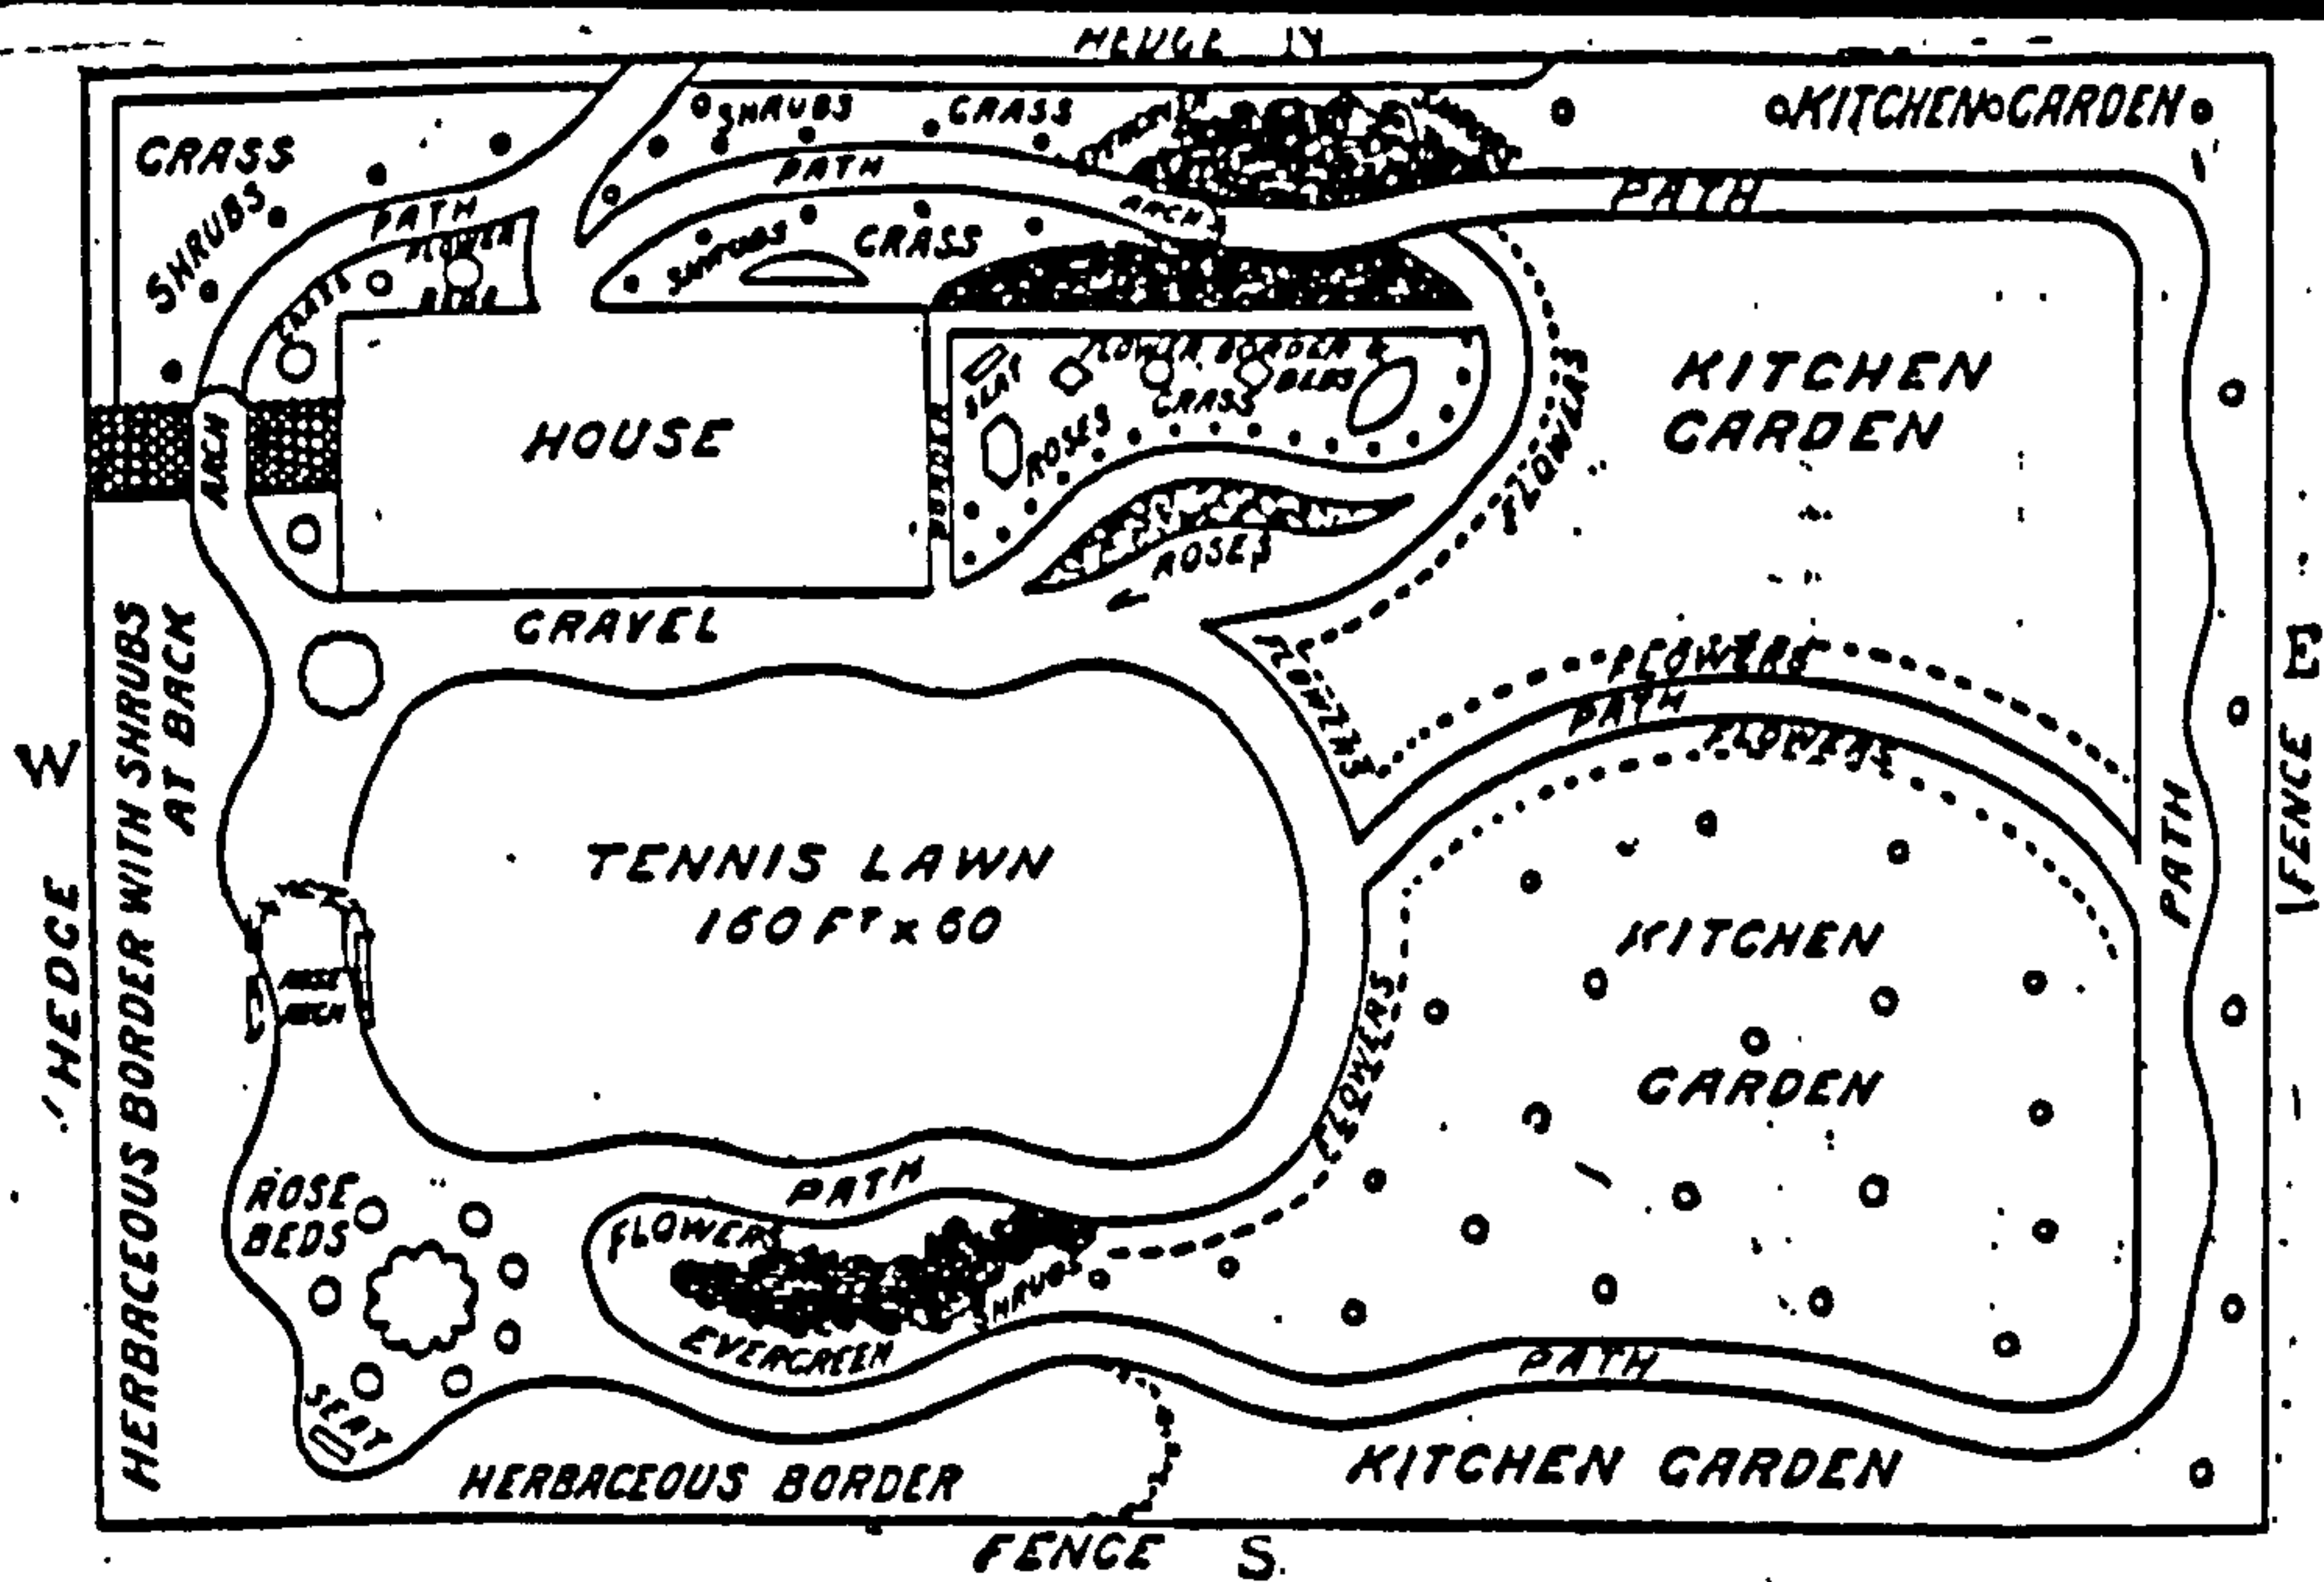 HEDGE N
SHRUBS
GRASS
KITCHEN GARDEN
GRASS
SHRUBS
PATH
PATH
PATH
FLOWER
GRASS
SHRUBS
GRASS
ARCH
FLOWER BORDER
SEAT
BEDS
GRASS
ROSES
ROSES
FLOWERS
KITCHEN
GARDEN
HOUSE
ARCH
GRAVEL
FLOWERS
FLOWERS
PATH
FLOWERS
HERBACEOUS BORDER WITH SHRUBS
AT BACK
W
HEDGE
TENNIS LAWN
160 FT x 60
KITCHEN
GARDEN
FLOWERS
PATH
E
FENCE
ROSE
BEDS
PATH
FLOWERS
EVERGREEN
SEAT
PATH
HERBACEOUS BORDER
KITCHEN GARDEN
FENCE S.